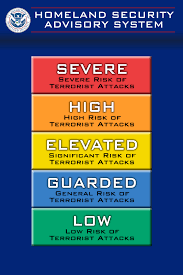 HOMELAND SECURITY
ADVISORY SYSTEM
SEVERE
SEVERE RISK OF
TERRORIST ATTACKS
HIGH
HIGH RISK OF
TERRORIST ATTACKS
ELEVATED
SIGNIFICANT RISK OF
TERRORIST ATTACKS
GUARDED
GENERAL RISK OF
TERRORIST ATTACKS
LOW
LOW RISK OF
TERRORIST ATTACKS